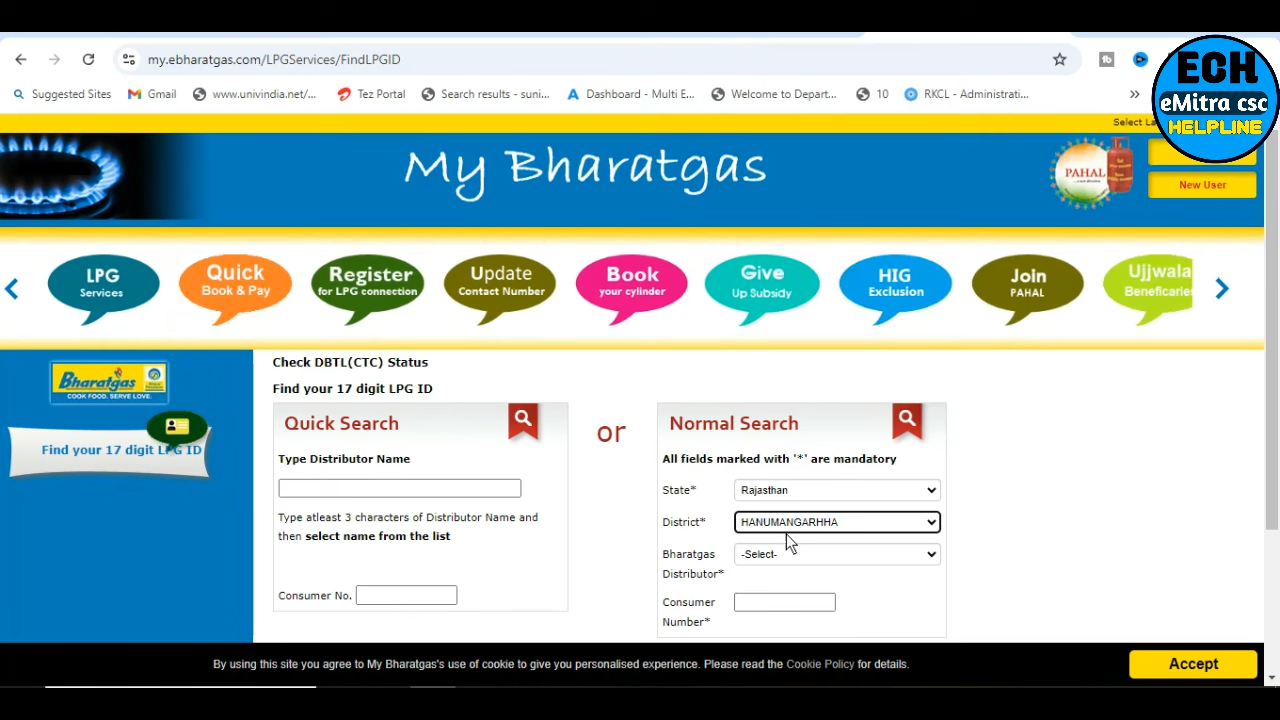 my.ebharatgas.com/LPGServices/FindLPGID
Suggested Sites
Gmail
www.univindia.net/...
Tez Portal
Search results - suni...
Dashboard - Multi E...
Welcome to Depart...
10
RKCL - Administrati...
ECH
eMitra csc
HELPLINE
Select La
My Bharatgas
PAHAL
New User
LPG
Services
Quick
Book & Pay
Register
for LPG connection
Update
Contact Number
Book
your cylinder
Give
Up Subsidy
HIG
Exclusion
Join
PAHAL
Ujjwala
Beneficiaries
Bharatgas
COOK FOOD. SERVE LOVE.
Find your 17 digit LPG ID
Check DBTL(CTC) Status
Find your 17 digit LPG ID
Quick Search
Type Distributor Name
Type atleast 3 characters of Distributor Name and
then select name from the list
Consumer No.
or
Normal Search
All fields marked with '*' are mandatory
State* Rajasthan
District* HANUMANGARHHA
Bharatgas -Select-
Distributor*
Consumer
Number*
By using this site you agree to My Bharatgas's use of cookie to give you personalised experience. Please read the Cookie Policy for details.
Accept